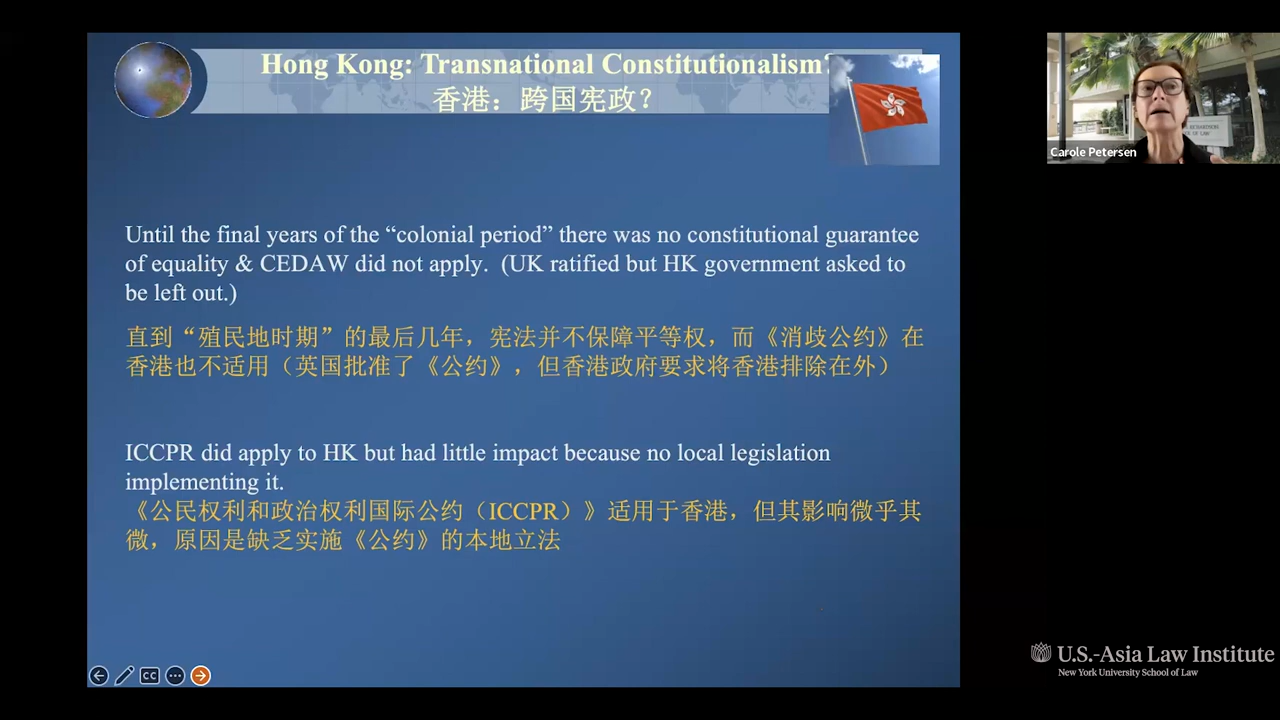 Hong Kong: Transnational Constitutionalism?
香港：跨国宪政？
Until the final years of the “colonial period” there was no constitutional guarantee
of equality & CEDAW did not apply.  (UK ratified but HK government asked to
be left out.)
直到“殖民地时期”的最后几年，宪法并不保障平等权，而《消歧公约》在
香港也不适用（英国批准了《公约》，但香港政府要求将香港排除在外）
ICCPR did apply to HK but had little impact because no local legislation
implementing it.
《公民权利和政治权利国际公约（ICCPR）》适用于香港，但其影响微乎其
微，原因是缺乏实施《公约》的本地立法
CC
RICHARDSON
OF LAW
Carole Petersen
U.S.-Asia Law Institute
New York University School of Law